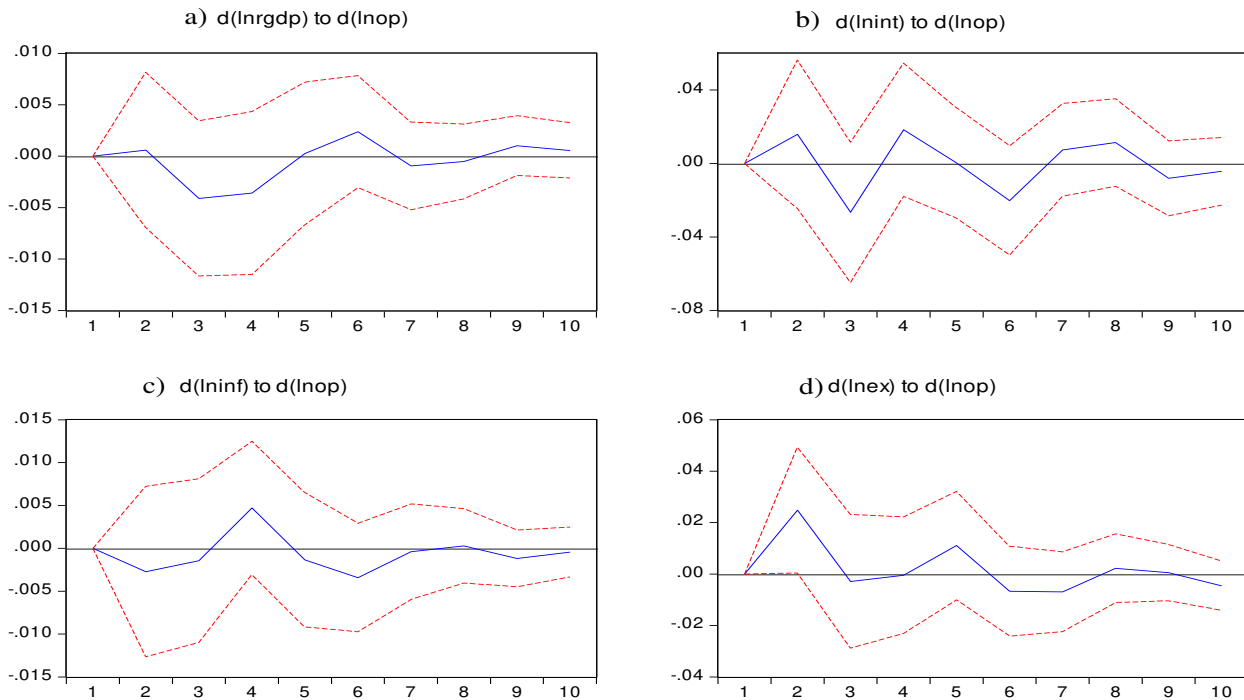 a) d(lnrgdp) to d(lnop)
.010
.005
.000
-.005
-.010
-.015
1 2 3 4 5 6 7 8 9 10
b) d(lnint) to d(lnop)
.04
.00
-.04
-.08
1 2 3 4 5 6 7 8 9 10
c) d(lninf) to d(lnop)
.015
.010
.005
.000
-.005
-.010
-.015
1 2 3 4 5 6 7 8 9 10
d) d(lnex) to d(lnop)
.06
.04
.02
.00
-.02
-.04
1 2 3 4 5 6 7 8 9 10